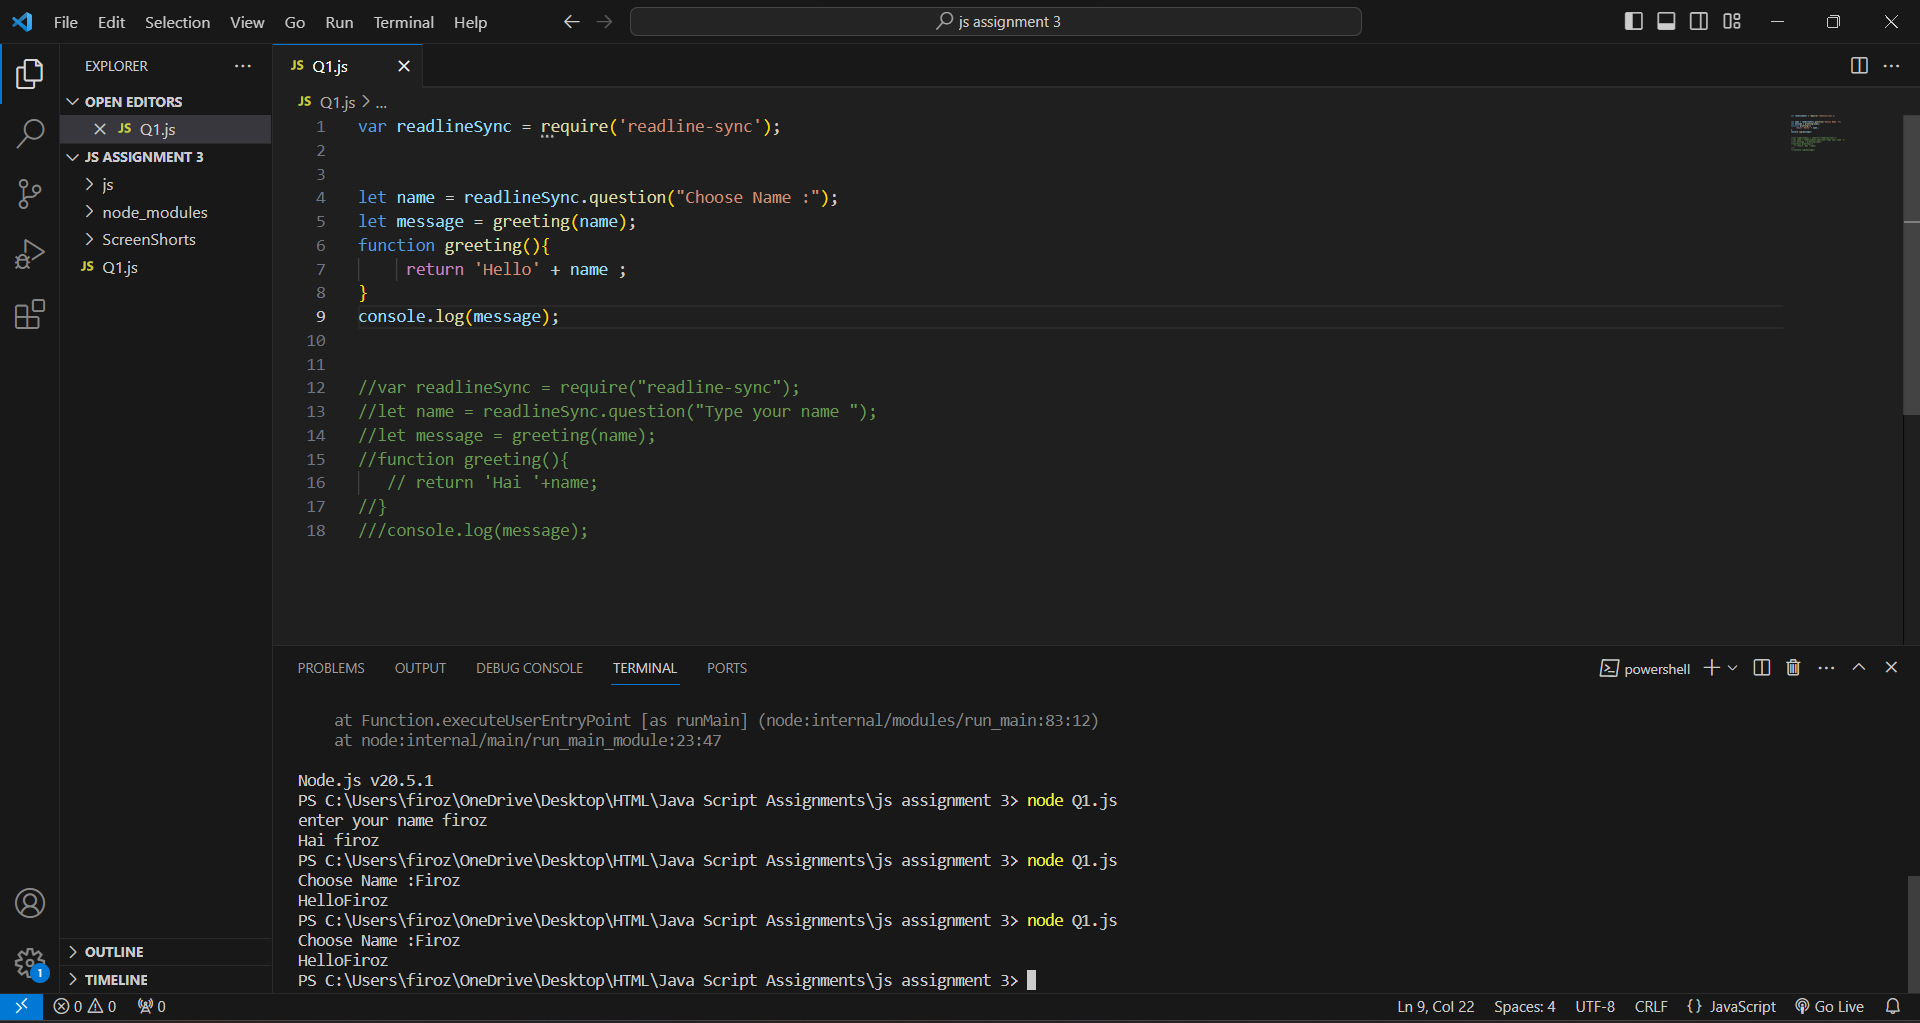 File Edit Selection View Go Run Terminal Help
js assignment 3
EXPLORER
OPEN EDITORS
JS Q1.js
JS ASSIGNMENT 3
js
node_modules
ScreenShorts
JS Q1.js
OUTLINE
TIMELINE
JS Q1.js
JS Q1.js > ...
1 var readlineSync = require('readline-sync');
2
3
4 let name = readlineSync.question("Choose Name :");
5 let message = greeting(name);
6 function greeting(){
7 return 'Hello' + name ;
8 }
9 console.log(message);
10
11
12 //var readlineSync = require("readline-sync");
13 //let name = readlineSync.question("Type your name ");
14 //let message = greeting(name);
15 //function greeting(){
16 // return 'Hai '+name;
17 //}
18 ///console.log(message);
PROBLEMS OUTPUT DEBUG CONSOLE TERMINAL PORTS
powershell
at Function.executeUserEntryPoint [as runMain] (node:internal/modules/run_main:83:12)
at node:internal/main/run_main_module:23:47
Node.js v20.5.1
PS C:\Users\firoz\OneDrive\Desktop\HTML\Java Script Assignments\js assignment 3> node Q1.js
enter your name firoz
Hai firoz
PS C:\Users\firoz\OneDrive\Desktop\HTML\Java Script Assignments\js assignment 3> node Q1.js
Choose Name :Firoz
HelloFiroz
PS C:\Users\firoz\OneDrive\Desktop\HTML\Java Script Assignments\js assignment 3> node Q1.js
Choose Name :Firoz
HelloFiroz
PS C:\Users\firoz\OneDrive\Desktop\HTML\Java Script Assignments\js assignment 3>
1
0 0 0
Ln 9, Col 22 Spaces: 4 UTF-8 CRLF {} JavaScript Go Live